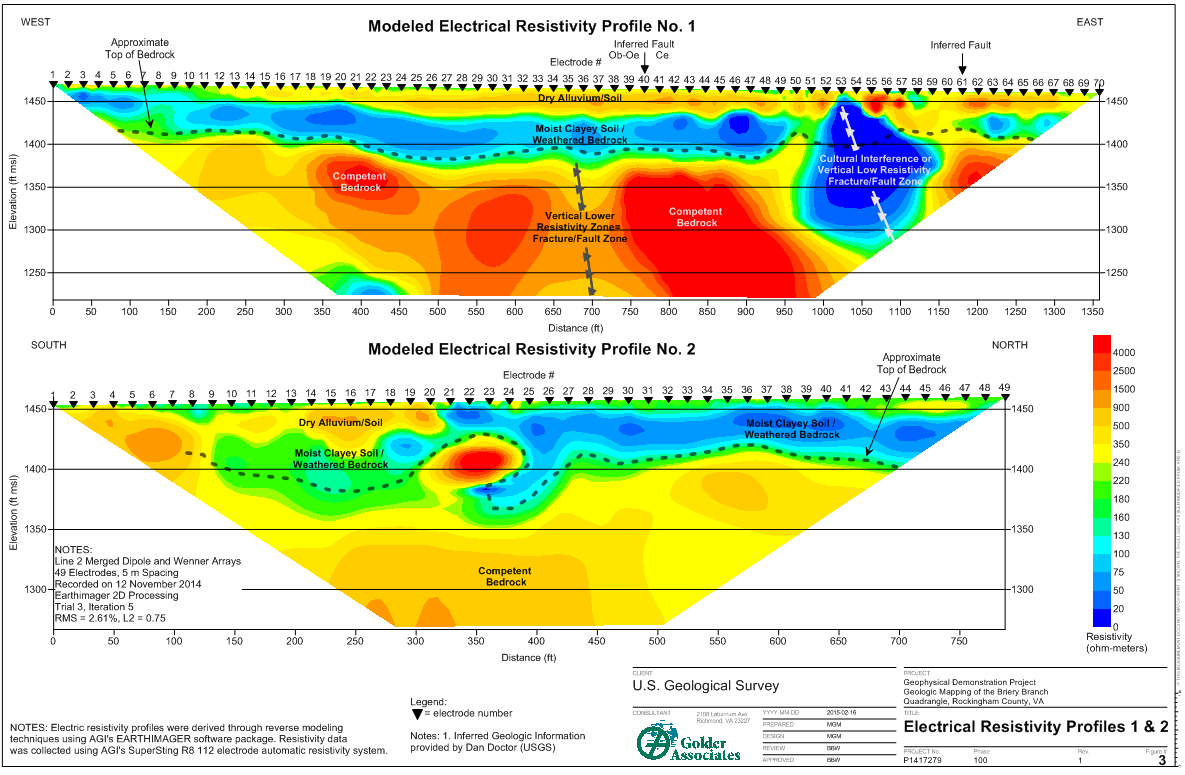 WEST
Modeled Electrical Resistivity Profile No. 1
EAST
Approximate
Top of Bedrock
Inferred Fault
Ob-Oe Ce
Inferred Fault
Electrode #
1 2 3 4 5 6 7 8 9 10 11 12 13 14 15 16 17 18 19 20 21 22 23 24 25 26 27 28 29 30 31 32 33 34 35 36 37 38 39 40 41 42 43 44 45 46 47 48 49 50 51 52 53 54 55 56 57 58 59 60 61 62 63 64 65 66 67 68 69 70
Elevation (ft msl)
1450
1400
1350
1300
1250
1450
1400
1350
1300
1250
Dry Alluvium/Soil
Moist Clayey Soil /
Weathered Bedrock
Competent
Bedrock
Vertical Lower
Resistivity Zone=
Fracture/Fault Zone
Competent
Bedrock
Cultural Interference or
Vertical Low Resistivity
Fracture/Fault Zone
0 50 100 150 200 250 300 350 400 450 500 550 600 650 700 750 800 850 900 950 1000 1050 1100 1150 1200 1250 1300 1350
Distance (ft)
SOUTH
Modeled Electrical Resistivity Profile No. 2
NORTH
Electrode #
Approximate
Top of Bedrock
1 2 3 4 5 6 7 8 9 10 11 12 13 14 15 16 17 18 19 20 21 22 23 24 25 26 27 28 29 30 31 32 33 34 35 36 37 38 39 40 41 42 43 44 45 46 47 48 49
Elevation (ft msl)
1450
1400
1350
1300
1450
1400
1350
1300
Dry Alluvium/Soil
Moist Clayey Soil /
Weathered Bedrock
Moist Clayey Soil /
Weathered Bedrock
Competent
Bedrock
NOTES:
Line 2 Merged Dipole and Wenner Arrays
49 Electrodes, 5 m Spacing
Recorded on 12 November 2014
Earthimager 2D Processing
Trial 3, Iteration 5
RMS = 2.61%, L2 = 0.75
0 50 100 150 200 250 300 350 400 450 500 550 600 650 700 750
Distance (ft)
4000
2500
1500
900
500
350
240
220
180
160
130
100
75
50
20
0
Resistivity
(ohm-meters)
NOTES: Electric resistivity profiles were derived through reverse modeling
techniques using AGI's EARTHIMAGER software package. Resistivity data
was collected using AGI's SuperSting R8 112 electrode automatic resistivity system.
Legend:
= electrode number
Notes: 1. Inferred Geologic Information
provided by Dan Doctor (USGS)
CLIENT
U.S. Geological Survey
CONSULTANT
2108 Laburnum Ave.
Richmond, VA 23227
Golder
Associates
YYYY-MM-DD 2015-02-16
PREPARED MGM
DESIGN MGM
REVIEW BBW
APPROVED BBW
PROJECT
Geophysical Demonstration Project
Geologic Mapping of the Briery Branch
Quadrangle, Rockingham County, VA
TITLE
Electrical Resistivity Profiles 1 & 2
PROJECT No. Phase Rev. Figure #
P1417279 100 1 3